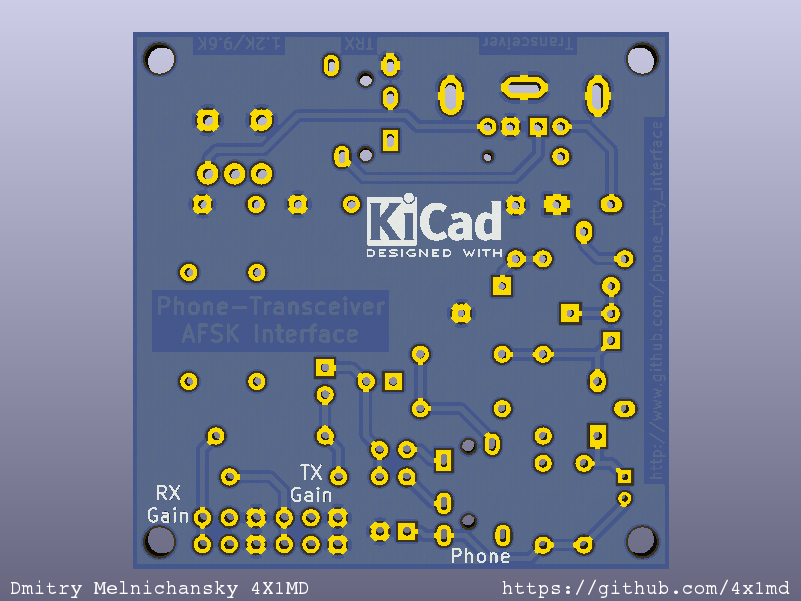 1.2K/9.6K
TRX
Transceiver
http://www.github.com/phone_rtty_interface
KiCad
DESIGNED WITH
Phone-Transceiver
AFSK Interface
TX
Gain
RX
Gain
Phone
Dmitry Melnichansky 4X1MD
https://github.com/4x1md